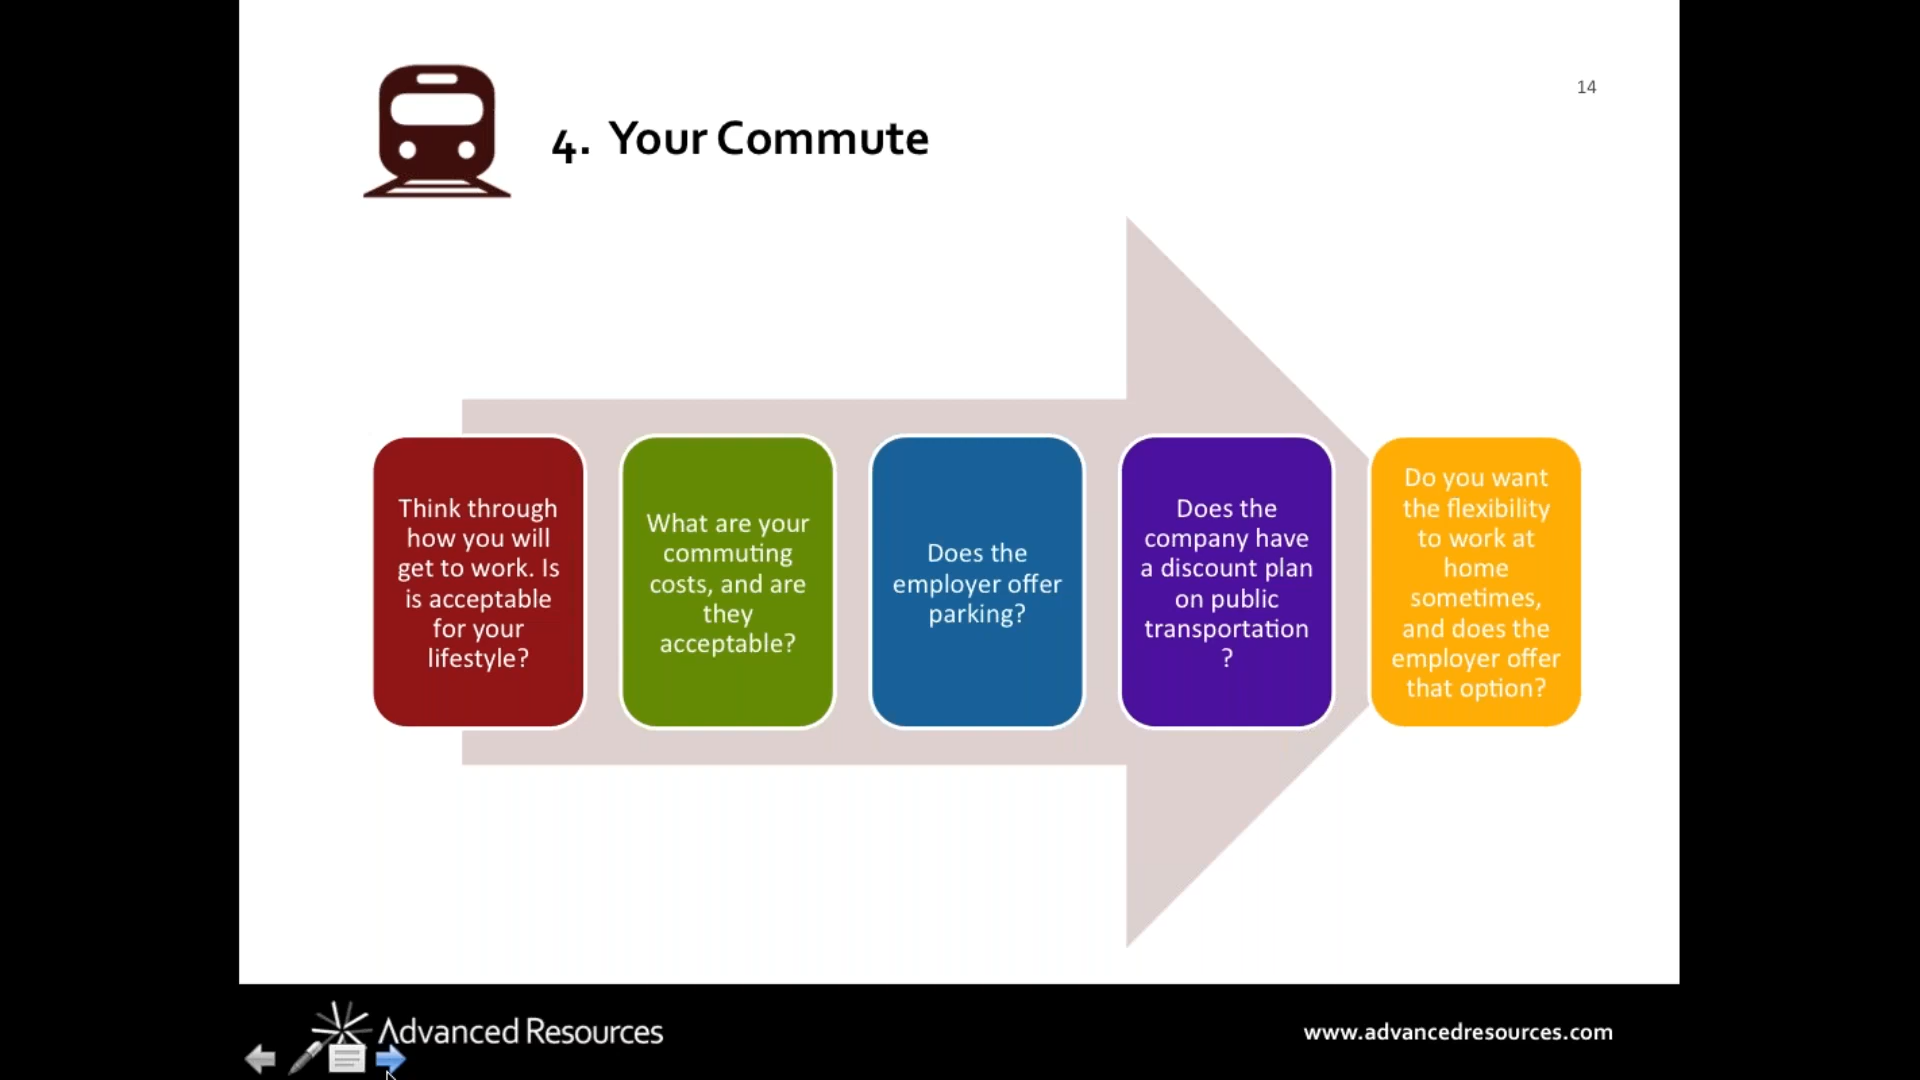 14
4. Your Commute
Think through
how you will
get to work. Is
is acceptable
for your
lifestyle?
What are your
commuting
costs, and are
they
acceptable?
Does the
employer offer
parking?
Does the
company have
a discount plan
on public
transportation
?
Do you want
the flexibility
to work at
home
sometimes,
and does the
employer offer
that option?
Advanced Resources
www.advancedresources.com